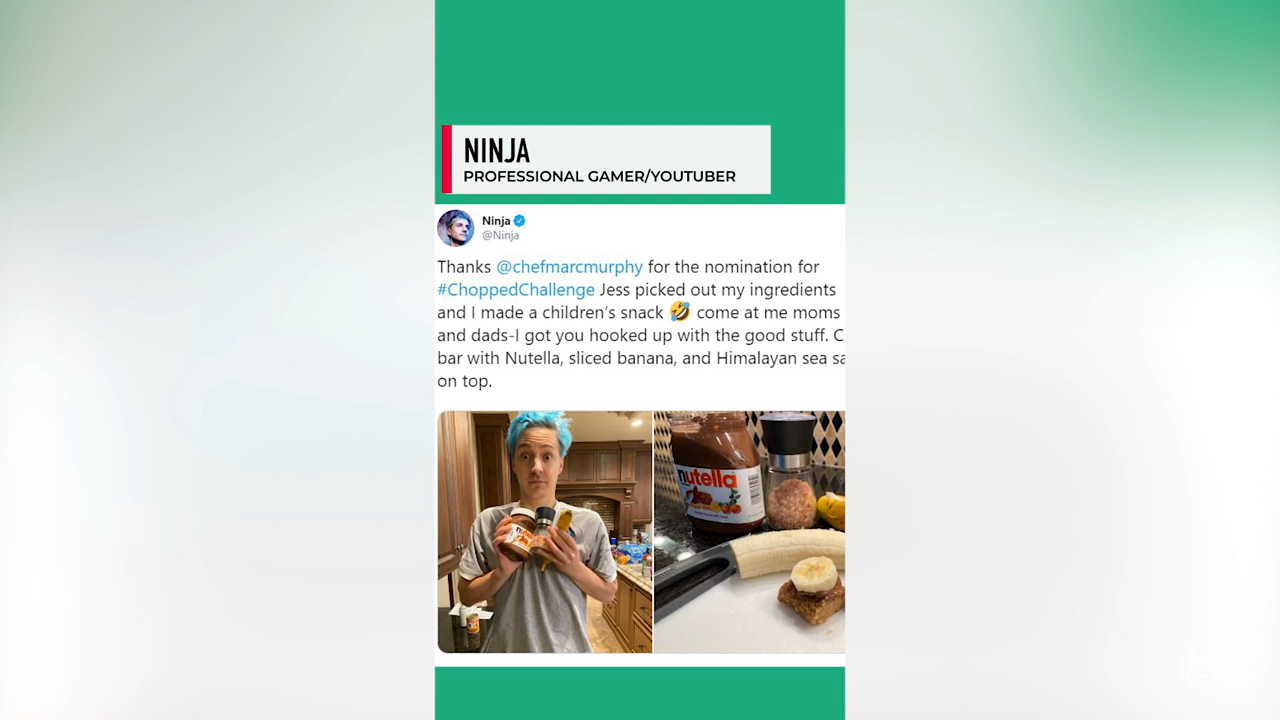 NINJA
PROFESSIONAL GAMER/YOUTUBER
Ninja
@Ninja
Thanks @chefmarcmurphy for the nomination for
#ChoppedChallenge Jess picked out my ingredients
and I made a children's snack 🤣 come at me moms
and dads-I got you hooked up with the good stuff. C
bar with Nutella, sliced banana, and Himalayan sea sa
on top.
nutella